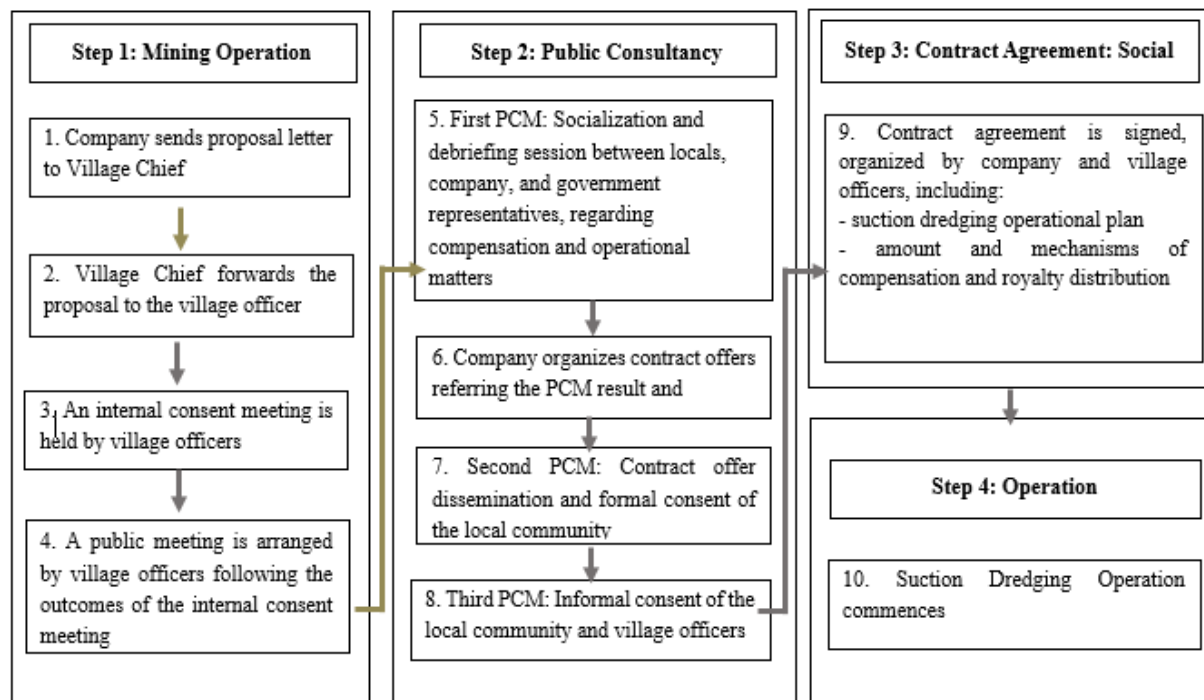 Step 1: Mining Operation
1. Company sends proposal letter
to Village Chief
2. Village Chief forwards the
proposal to the village officer
3. An internal consent meeting is
held by village officers
4. A public meeting is arranged
by village officers following the
outcomes of the internal consent
meeting
Step 2: Public Consultancy
5. First PCM: Socialization and
debriefing session between locals,
company, and government
representatives, regarding
compensation and operational
matters
6. Company organizes contract offers
referring the PCM result and
7. Second PCM: Contract offer
dissemination and formal consent of
the local community
8. Third PCM: Informal consent of the
local community and village officers
Step 3: Contract Agreement: Social
9. Contract agreement is signed,
organized by company and village
officers, including:
- suction dredging operational plan
- amount and mechanisms of
compensation and royalty distribution
Step 4: Operation
10. Suction Dredging Operation
commences